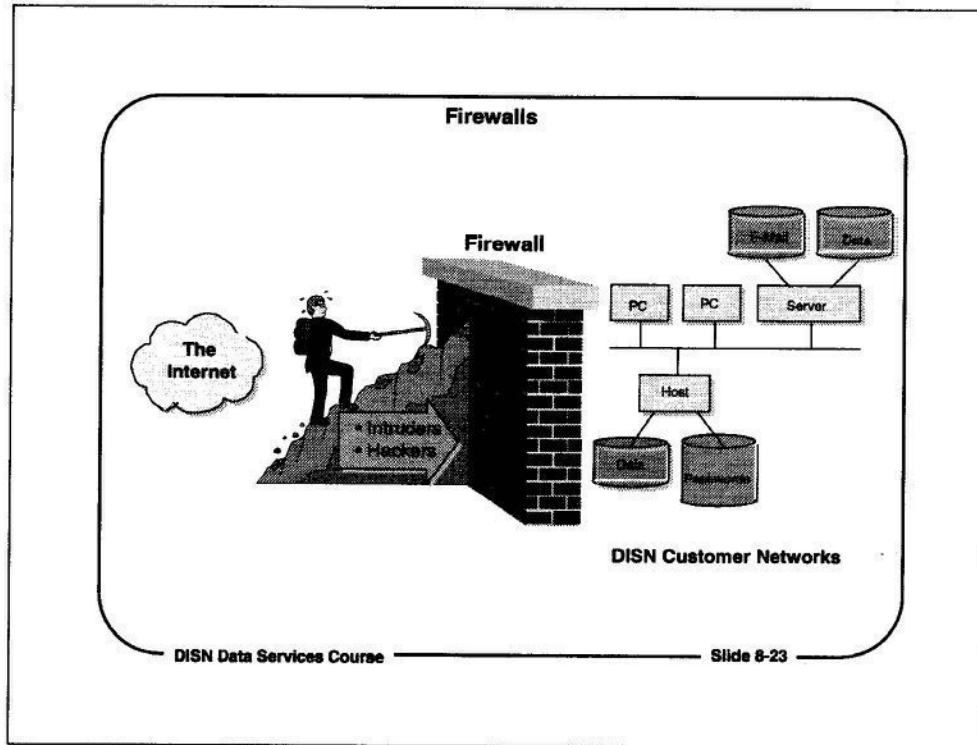 Firewalls
Firewall
The
Internet
• Intruders
• Hackers
E-Mail
Data
PC
PC
Server
Host
Data
Passwords
DISN Customer Networks
DISN Data Services Course
Slide 8-23